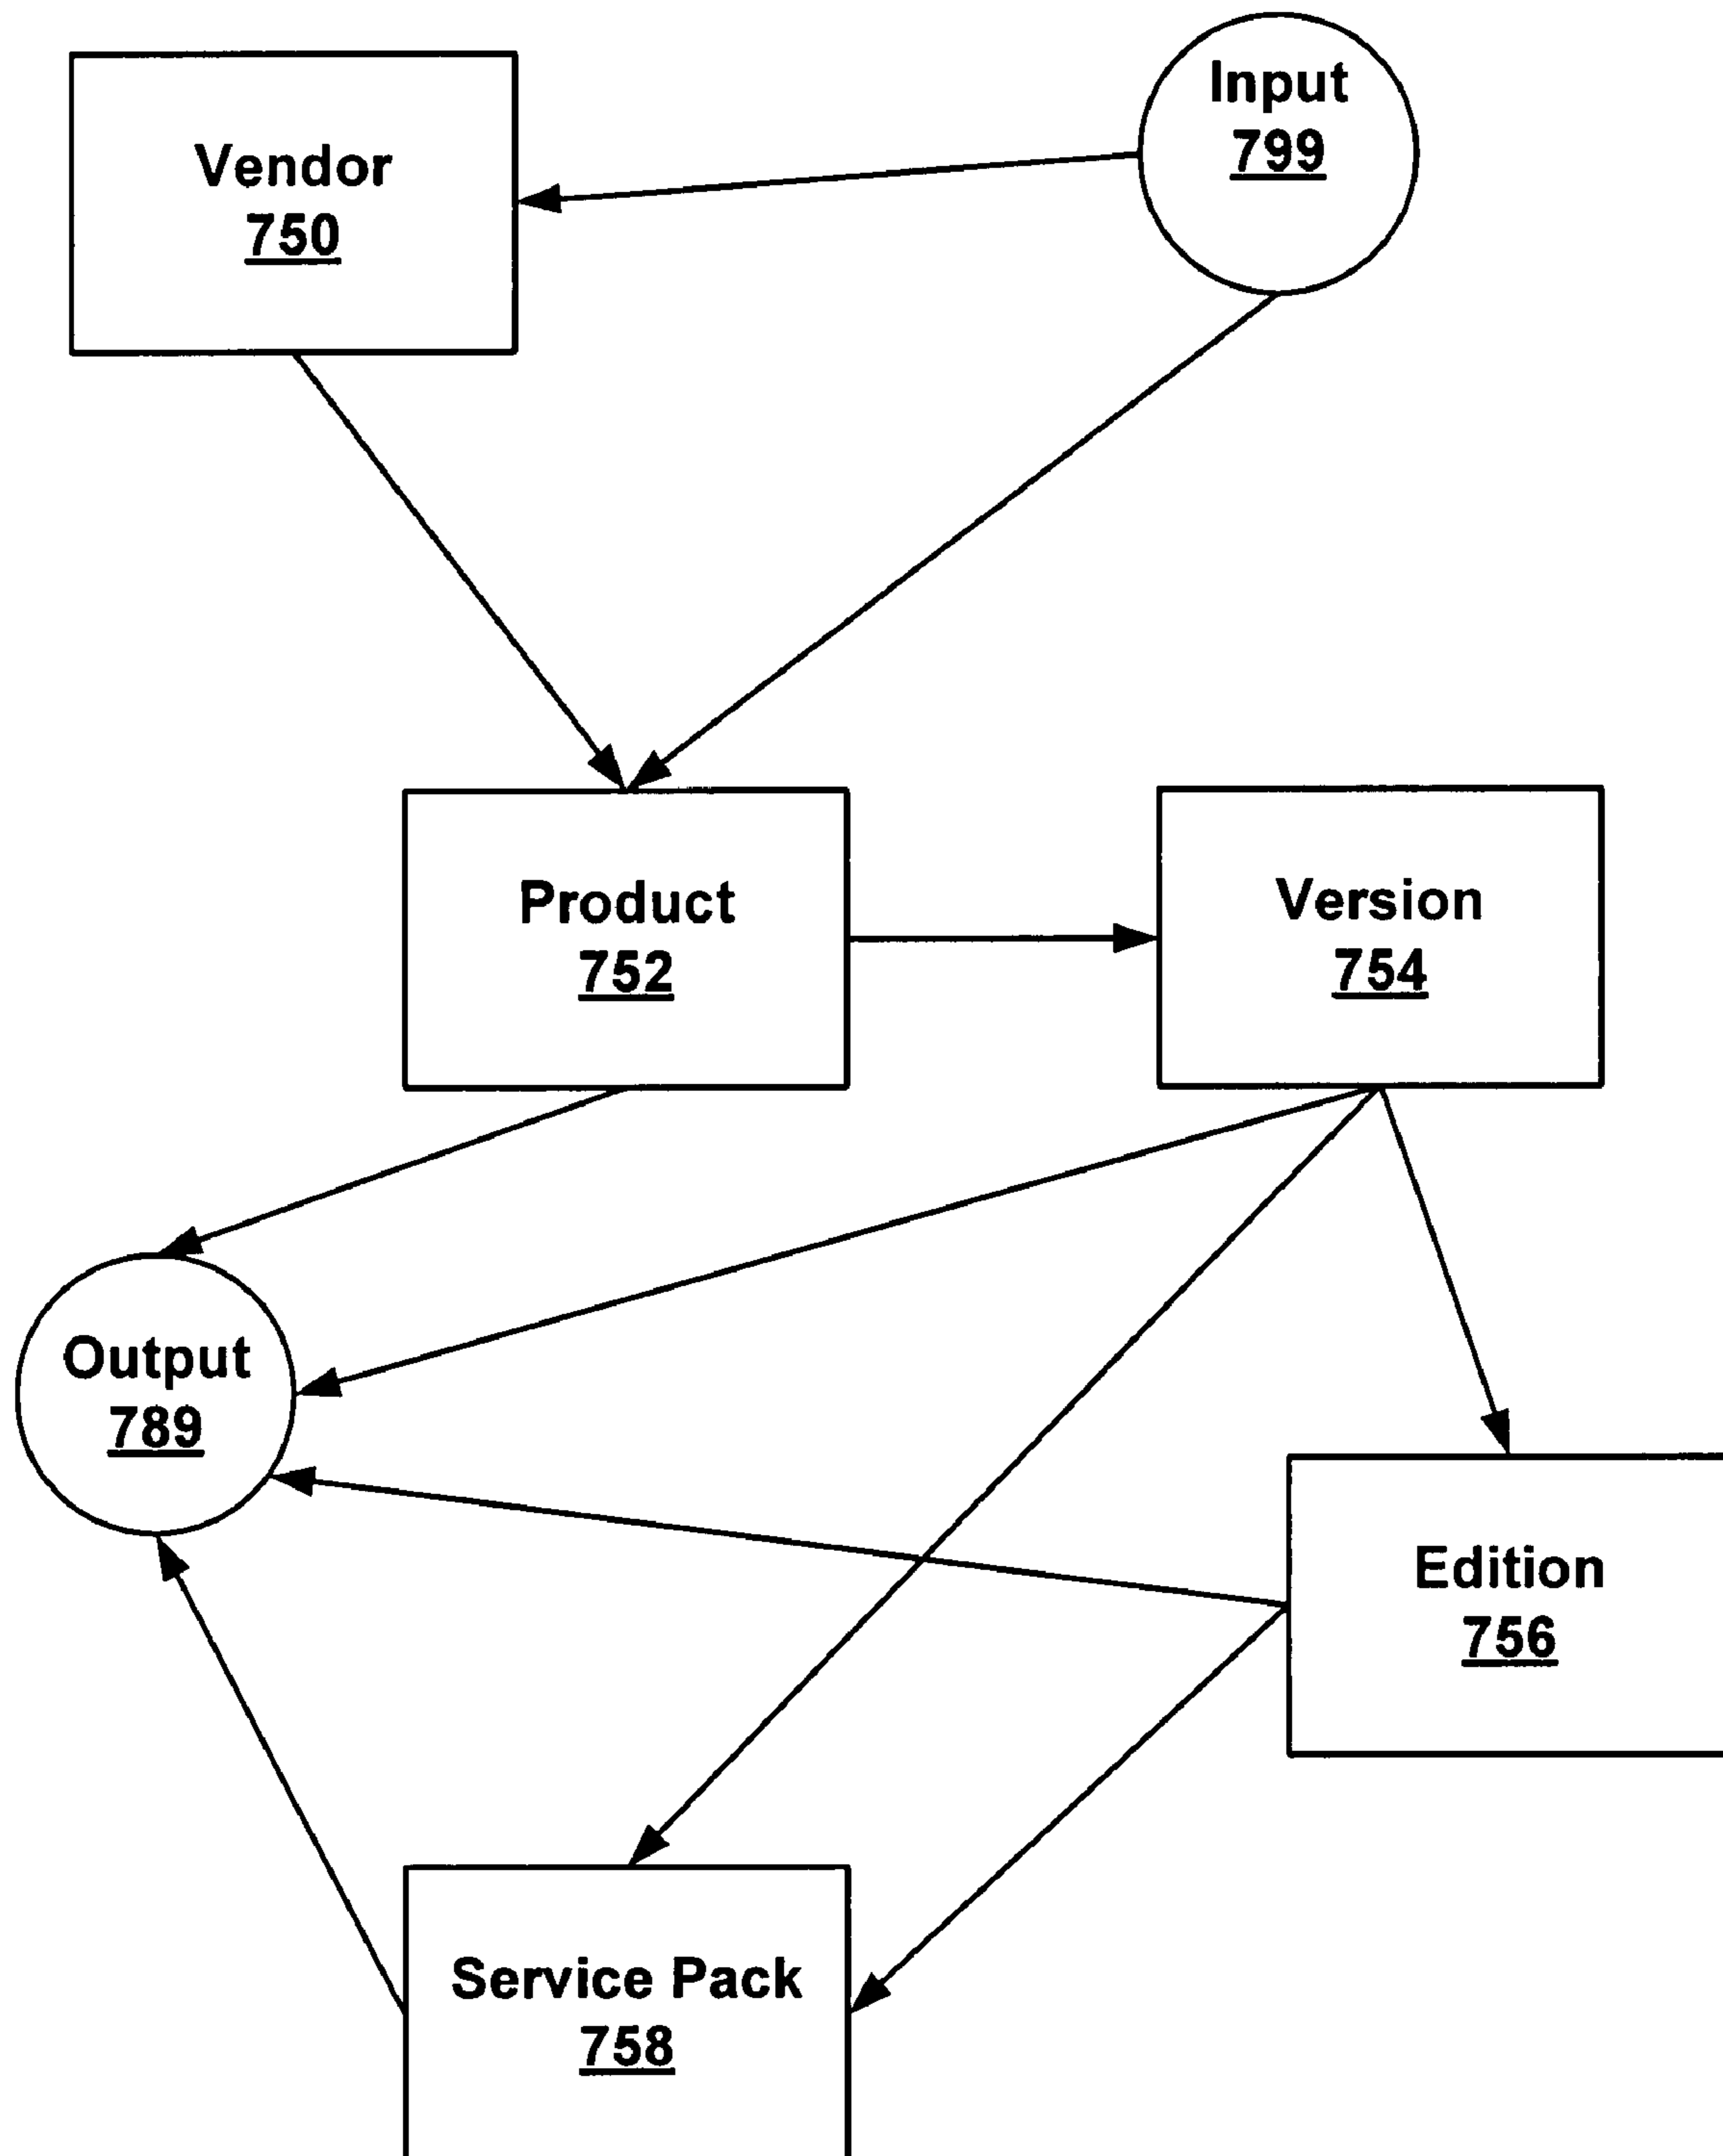 Input
799
Vendor
750
Product
752
Version
754
Output
789
Edition
756
Service Pack
758